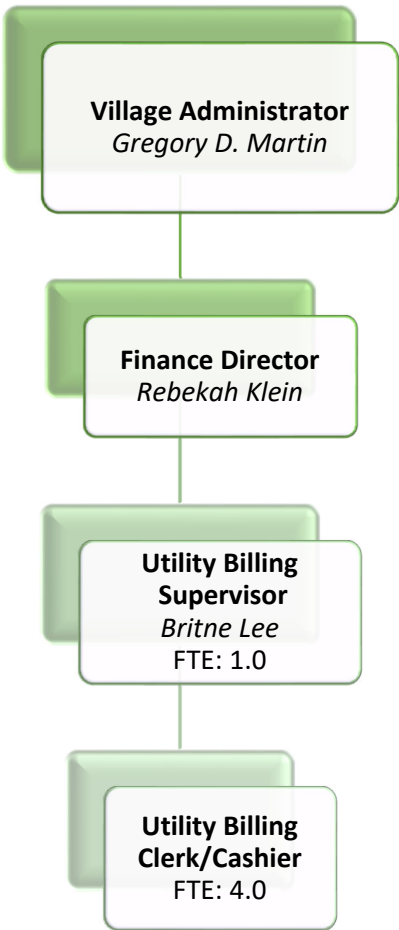 Village Administrator
Gregory D. Martin
Finance Director
Rebekah Klein
Utility Billing
Supervisor
Britne Lee
FTE: 1.0
Utility Billing
Clerk/Cashier
FTE: 4.0